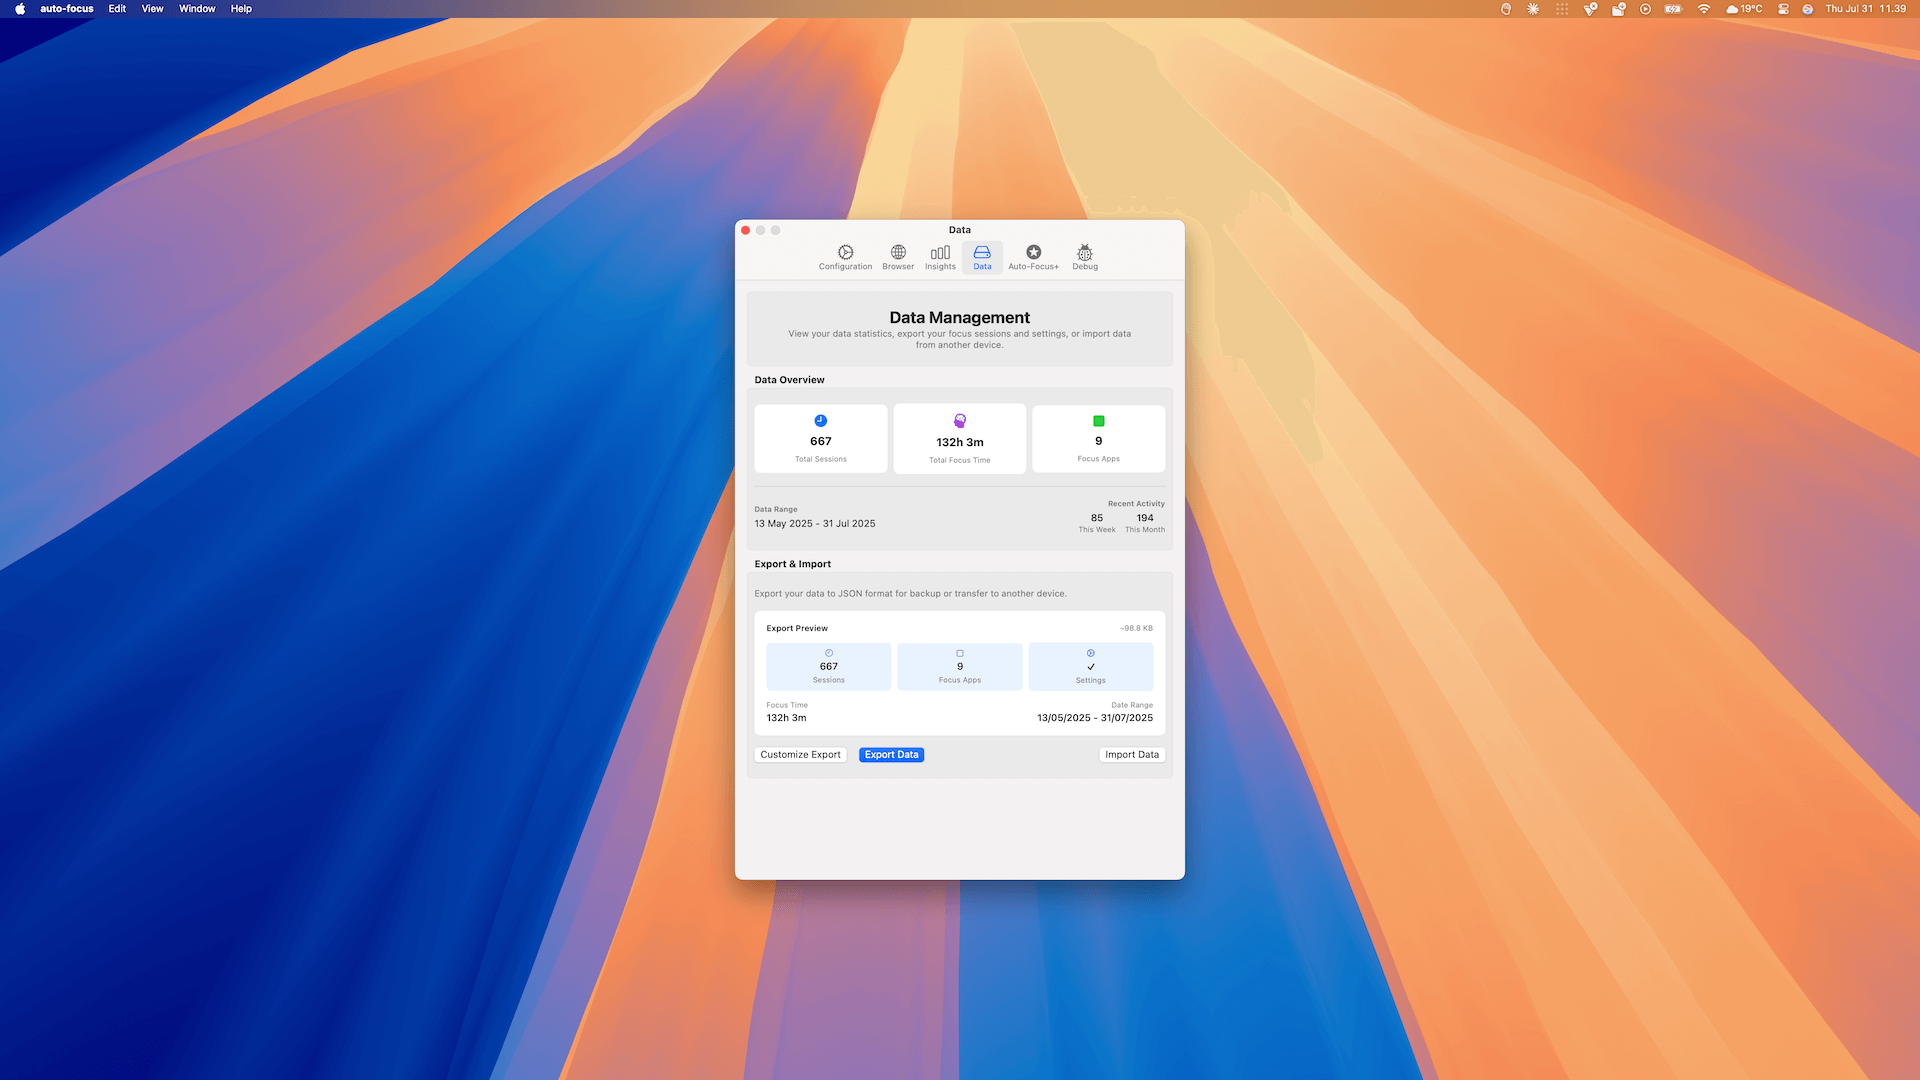 auto-focus Edit View Window Help 19°C Thu Jul 31 11.39
Data
Configuration Browser Insights Data Auto-Focus+ Debug
Data Management
View your data statistics, export your focus sessions and settings, or import data
from another device.
Data Overview
667 132h 3m 9
Total Sessions Total Focus Time Focus Apps
Data Range
13 May 2025 - 31 Jul 2025
Recent Activity
85 194
This Week This Month
Export & Import
Export your data to JSON format for backup or transfer to another device.
Export Preview ~98.8 KB
667 9 ✓
Sessions Focus Apps Settings
Focus Time Date Range
132h 3m 13/05/2025 - 31/07/2025
Customize Export Export Data Import Data